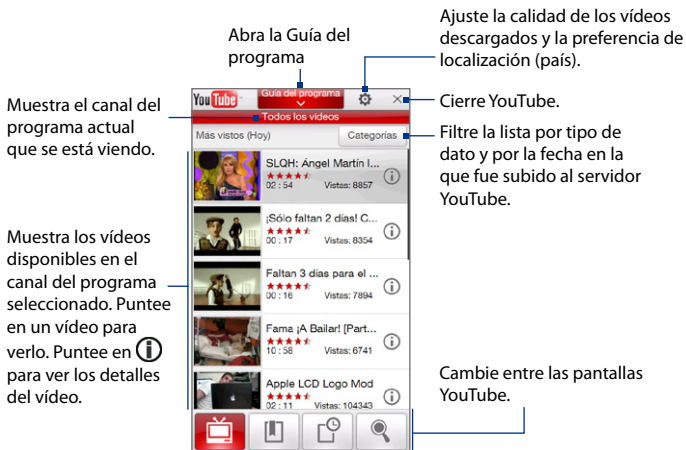 Abra la Guía del
programa
Ajuste la calidad de los vídeos
descargados y la preferencia de
localización (país).
Muestra el canal del
programa actual
que se está viendo.
Cierre YouTube.
Filtre la lista por tipo de
dato y por la fecha en la
que fue subido al servidor
YouTube.
Muestra los vídeos
disponibles en el
canal del programa
seleccionado. Puntee
en un vídeo para
verlo. Puntee en
para ver los detalles
del vídeo.
Cambie entre las pantallas
YouTube.
YouTube
Guía del programa
Todos los videos
Más vistos (Hoy)
Categorías
SLQH: Ángel Martín I...
02 : 54 Vistas: 8857
¡Sólo faltan 2 días! C...
00 : 17 Vistas: 8354
Faltan 3 días para el ...
00 : 16 Vistas: 7894
Fama ¡A Bailar! [Part...
10 : 58 Vistas: 6741
Apple LCD Logo Mod
02 : 11 Vistas: 104343